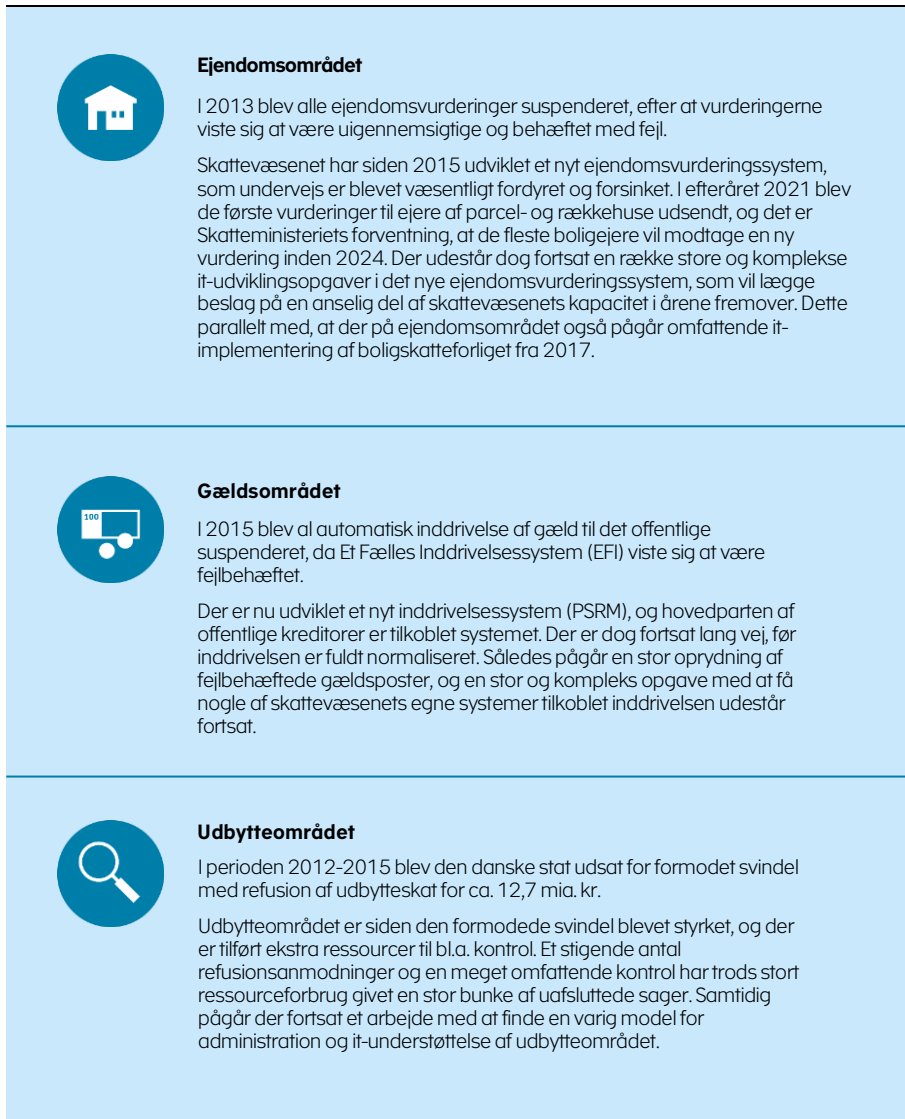 Ejendomsområdet
I 2013 blev alle ejendomsvurderinger suspenderet, efter at vurderingerne
viste sig at være uigennemsigtige og behæftet med fejl.
Skattevæsenet har siden 2015 udviklet et nyt ejendomsvurderingssystem,
som undervejs er blevet væsentligt fordyret og forsinket. I efteråret 2021 blev
de første vurderinger til ejere af parcel- og rækkehuse udsendt, og det er
Skatteministeriets forventning, at de fleste boligejere vil modtage en ny
vurdering inden 2024. Der udestår dog fortsat en række store og komplekse
it-udviklingsopgaver i det nye ejendomsvurderingssystem, som vil lægge
beslag på en anselig del af skattevæsenets kapacitet i årene fremover. Dette
parallelt med, at der på ejendomsområdet også pågår omfattende it-
implementering af boligskatteforliget fra 2017.
Gældsområdet
100
I 2015 blev al automatisk inddrivelse af gæld til det offentlige
suspenderet, da Et Fælles Inddrivelsessystem (EFI) viste sig at være
fejlbehæftet.
Der er nu udviklet et nyt inddrivelsessystem (PSRM), og hovedparten af
offentlige kreditorer er tilkoblet systemet. Der er dog fortsat lang vej, før
inddrivelsen er fuldt normaliseret. Således pågår en stor oprydning af
fejlbehæftede gældsposter, og en stor og kompleks opgave med at få
nogle af skattevæsenets egne systemer tilkoblet inddrivelsen udestår
fortsat.
Udbytteområdet
I perioden 2012-2015 blev den danske stat udsat for formodet svindel
med refusion af udbytteskat for ca. 12,7 mia. kr.
Udbytteområdet er siden den formodede svindel blevet styrket, og der
er tilført ekstra ressourcer til bl.a. kontrol. Et stigende antal
refusionsanmodninger og en meget omfattende kontrol har trods stort
ressourceforbrug givet en stor bunke af uafsluttede sager. Samtidig
pågår der fortsat et arbejde med at finde en varig model for
administration og it-understøttelse af udbytteområdet.